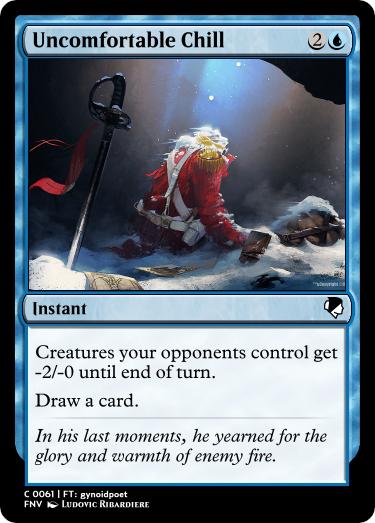 Uncomfortable Chill 2
Instant
Creatures your opponents control get
-2/-0 until end of turn.
Draw a card.
In his last moments, he yearned for the
glory and warmth of enemy fire.
C 0061 | FT: gynoidpoet
FNV LUDOVIC RIBARDIERE